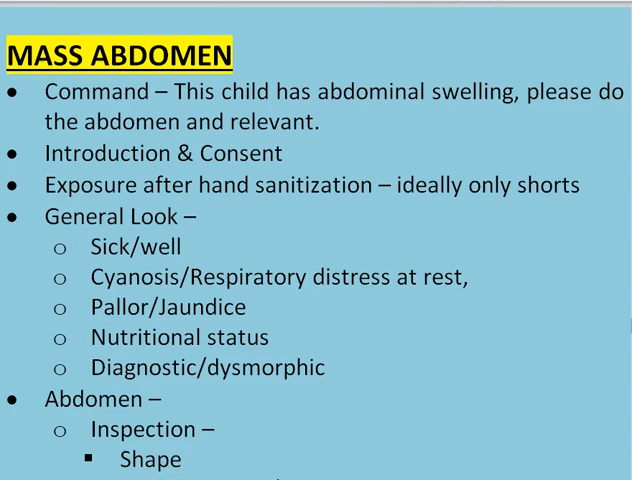 MASS ABDOMEN
● Command – This child has abdominal swelling, please do
the abdomen and relevant.
● Introduction & Consent
● Exposure after hand sanitization – ideally only shorts
● General Look –
o Sick/well
o Cyanosis/Respiratory distress at rest,
o Pallor/Jaundice
o Nutritional status
o Diagnostic/dysmorphic
● Abdomen –
o Inspection –
▪ Shape